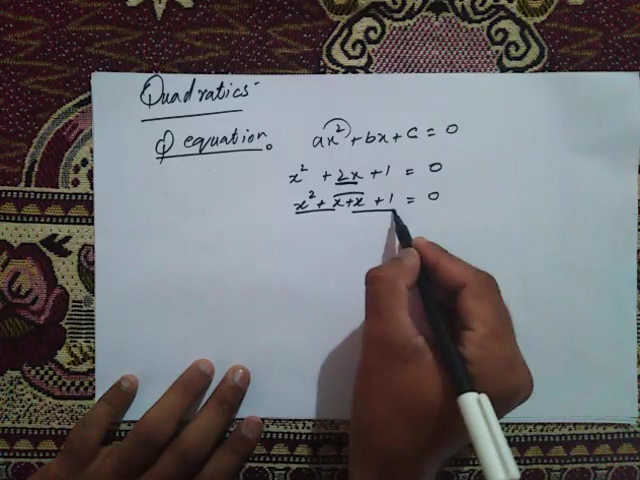 Quadratics-
Q equation. ax² + bx + c = 0
x² + 2x + 1 = 0
x² + x + x + 1 = 0